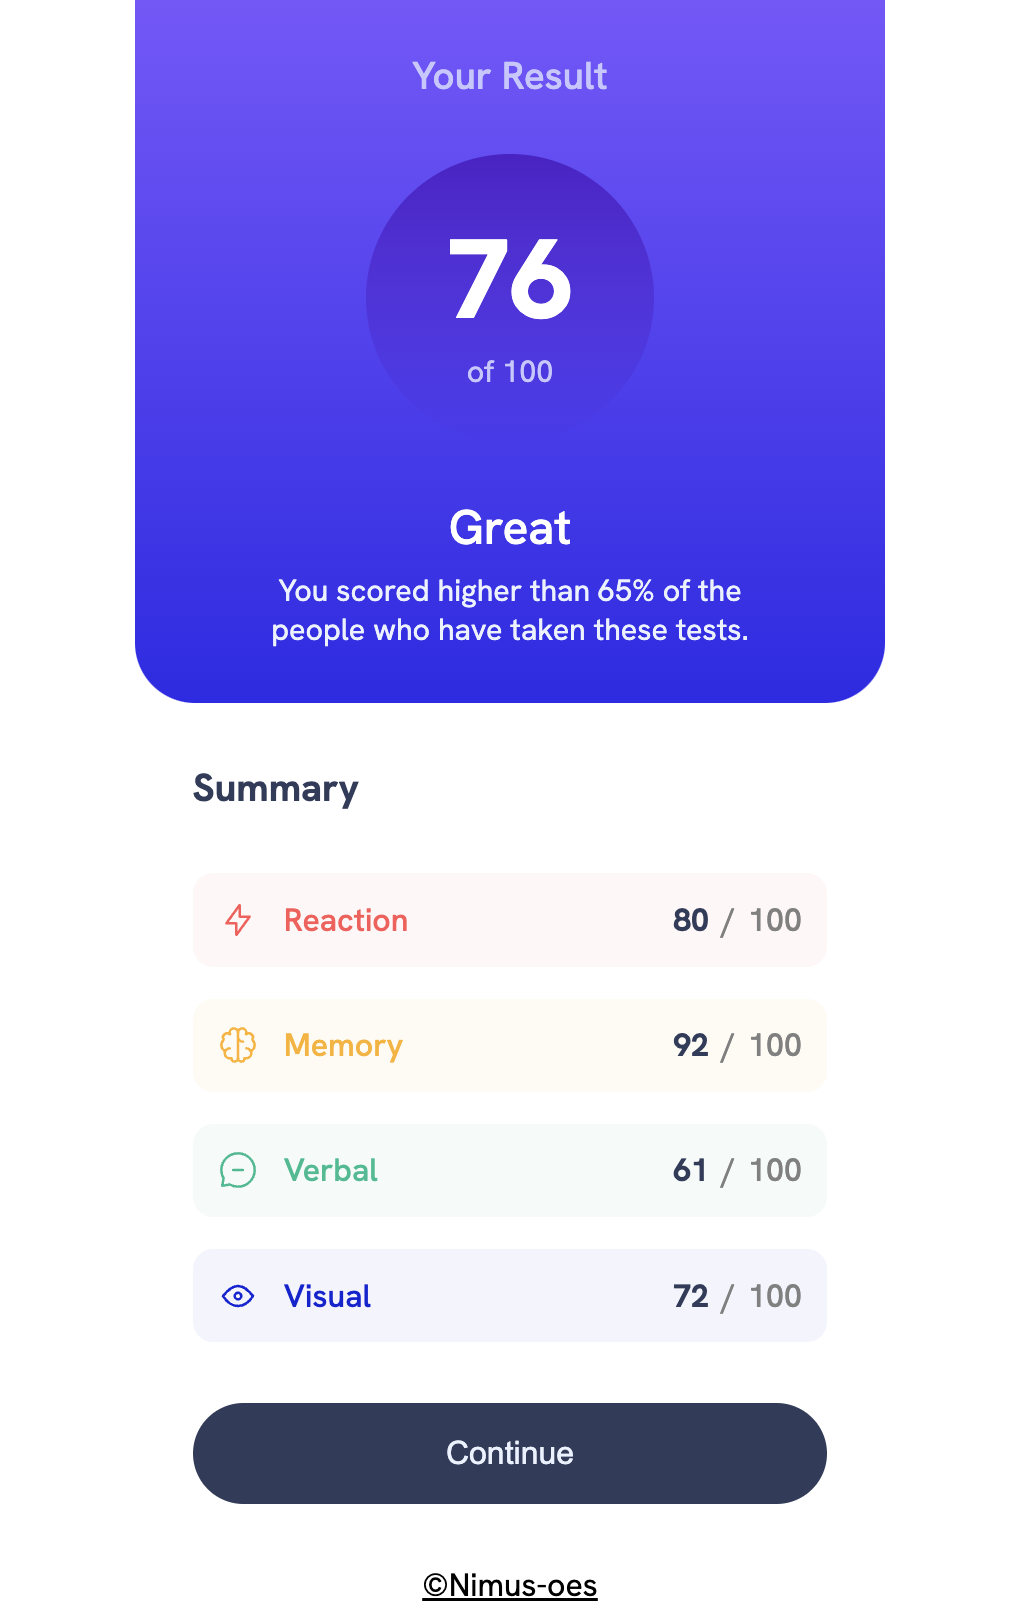 Your Result
76
of 100
Great
You scored higher than 65% of the
people who have taken these tests.
Summary
Reaction 80 / 100
Memory 92 / 100
Verbal 61 / 100
Visual 72 / 100
Continue
©Nimus-oes